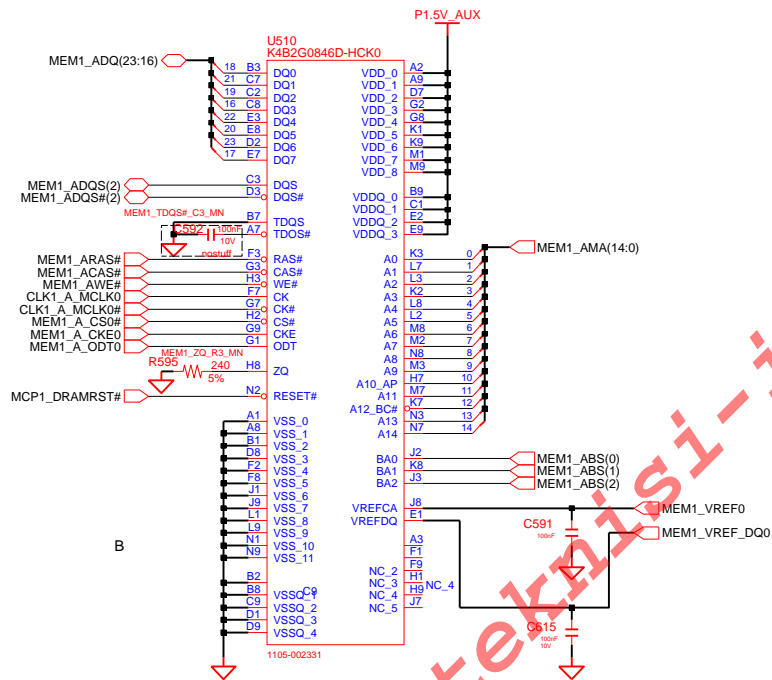 P1.5V_AUX
U510
K4B2G0846D-HCK0
MEM1_ADQ(23:16)
18 B3 DQ0
21 C7 DQ1
19 C2 DQ2
16 C8 DQ3
22 E3 DQ4
20 E8 DQ5
23 D2 DQ6
17 E7 DQ7
MEM1_ADQS(2) C3 DQS
MEM1_ADQS#(2) D3 DQS#
MEM1_TDQS#_C3_MN
B7 TDQS
A7 TDOS#
C592 100nF
10V
nostuff
MEM1_ARAS# F3 RAS#
MEM1_ACAS# G3 CAS#
MEM1_AWE# H3 WE#
CLK1_A_MCLK0 F7 CK
CLK1_A_MCLK0# G7 CK#
MEM1_A_CS0# H2 CS#
MEM1_A_CKE0 G9 CKE
MEM1_A_ODT0 G1 ODT
MEM1_ZQ_R3_MN
R595 240 H8 ZQ
5%
MCP1_DRAMRST# N2 RESET#
A1 VSS_0
A8 VSS_1
B1 VSS_2
D8 VSS_3
F2 VSS_4
F8 VSS_5
J1 VSS_6
J9 VSS_7
L1 VSS_8
L9 VSS_9
N1 VSS_10
N9 VSS_11
B
B2
B8 VSSQ_1
C9
C9 VSSQ_2
D1 VSSQ_3
D9 VSSQ_4
1105-002331
VDD_0 A2
VDD_1 A9
VDD_2 D7
VDD_3 G2
VDD_4 G8
VDD_5 K1
VDD_6 K9
VDD_7 M1
VDD_8 M9
VDDQ_0 B9
VDDQ_1 C1
VDDQ_2 E2
VDDQ_3 E9
MEM1_AMA(14:0)
A0 K3 0
A1 L7 1
A2 L3 2
A3 K2 3
A4 L8 4
A5 L2 5
A6 M8 6
A7 M2 7
A8 N8 8
A9 M3 9
A10_AP H7 10
A11 M7 11
A12_BC# K7 12
A13 N3 13
A14 N7 14
BA0 J2 MEM1_ABS(0)
BA1 K8 MEM1_ABS(1)
BA2 J3 MEM1_ABS(2)
VREFCA J8 MEM1_VREF0
VREFDQ E1 MEM1_VREF_DQ0
C591
100nF
A3
F1
NC_2 F9
NC_3 H1
NC_4 H9
NC_4
NC_5 J7
C615
100nF
10V
teknisi-i